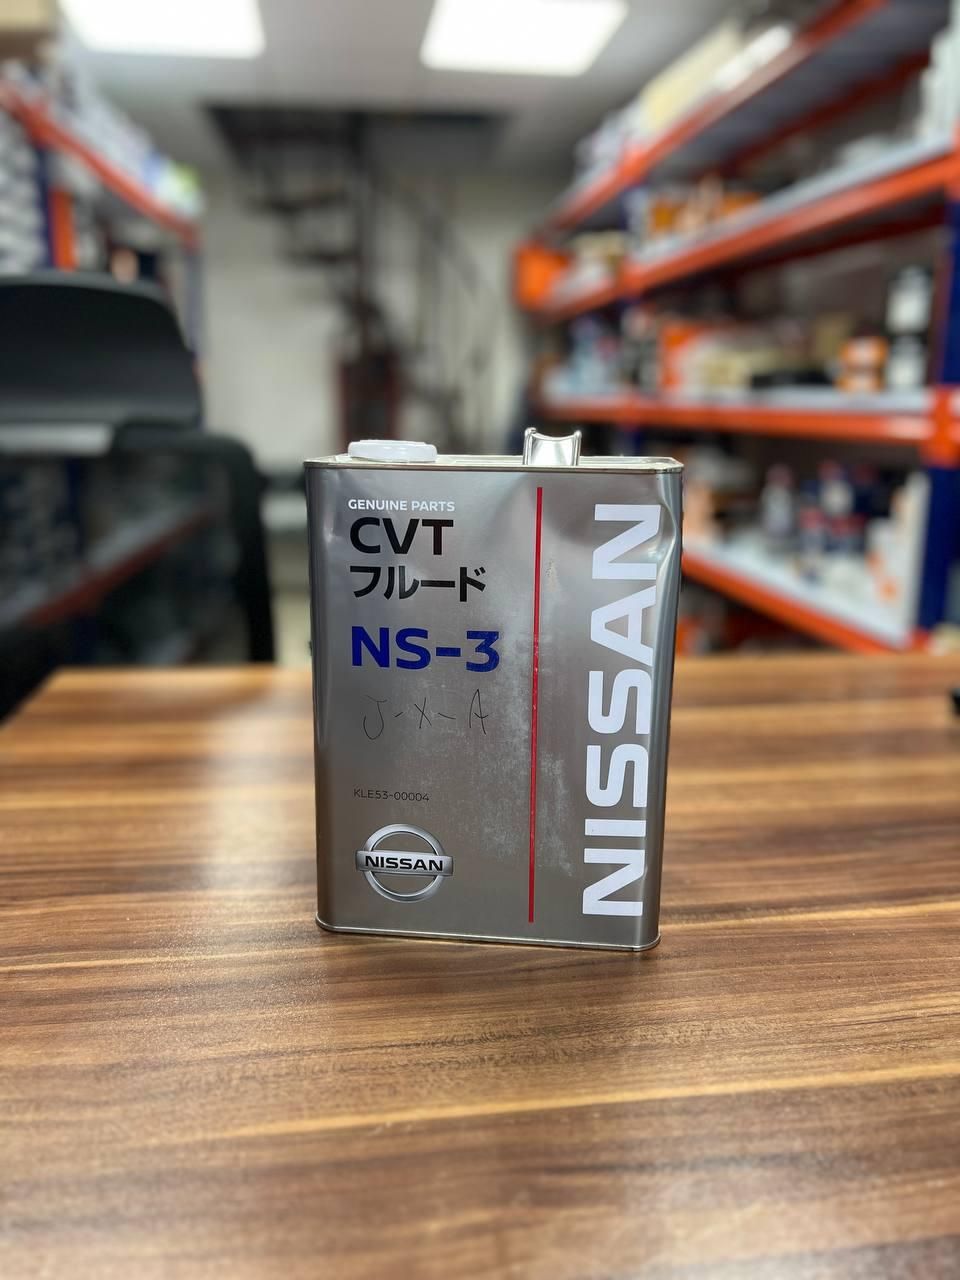 GENUINE PARTS
CVT
フルード
NS-3
J-X-A
KLE53-00004
NISSAN
NISSAN